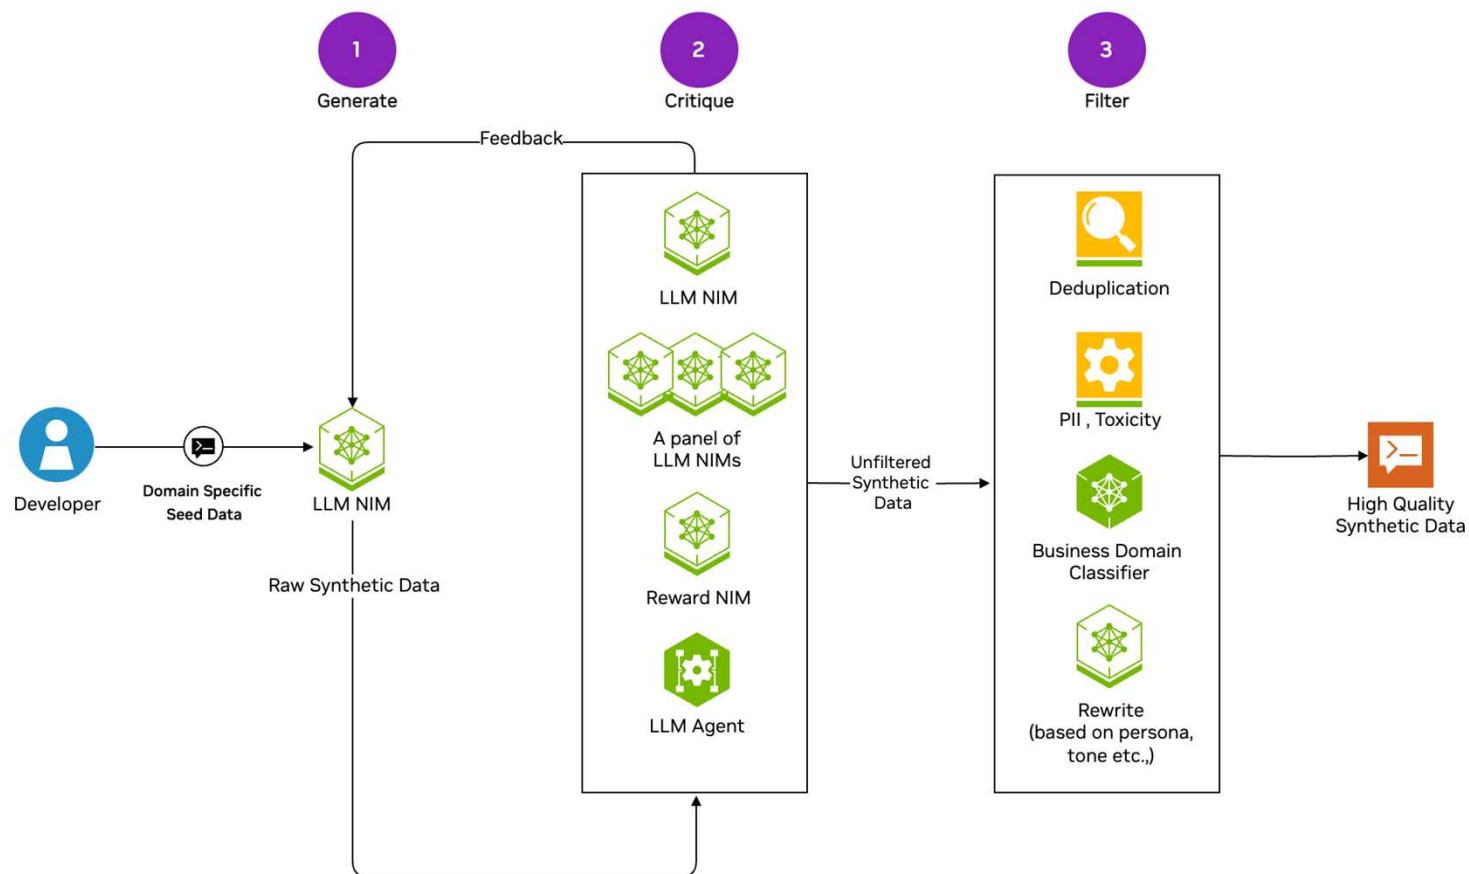 1
Generate
2
Critique
3
Filter
Feedback
Developer
Domain Specific
Seed Data
LLM NIM
Raw Synthetic Data
LLM NIM
A panel of
LLM NIMs
Reward NIM
LLM Agent
Unfiltered
Synthetic
Data
Deduplication
PII , Toxicity
Business Domain
Classifier
Rewrite
(based on persona,
tone etc.,)
High Quality
Synthetic Data